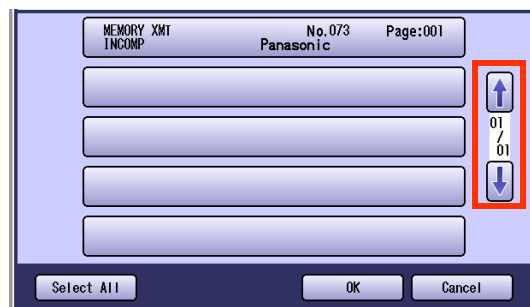 MEMORY XMT No.073 Page:001
INCOMP Panasonic
01
/
01
Select All OK Cancel